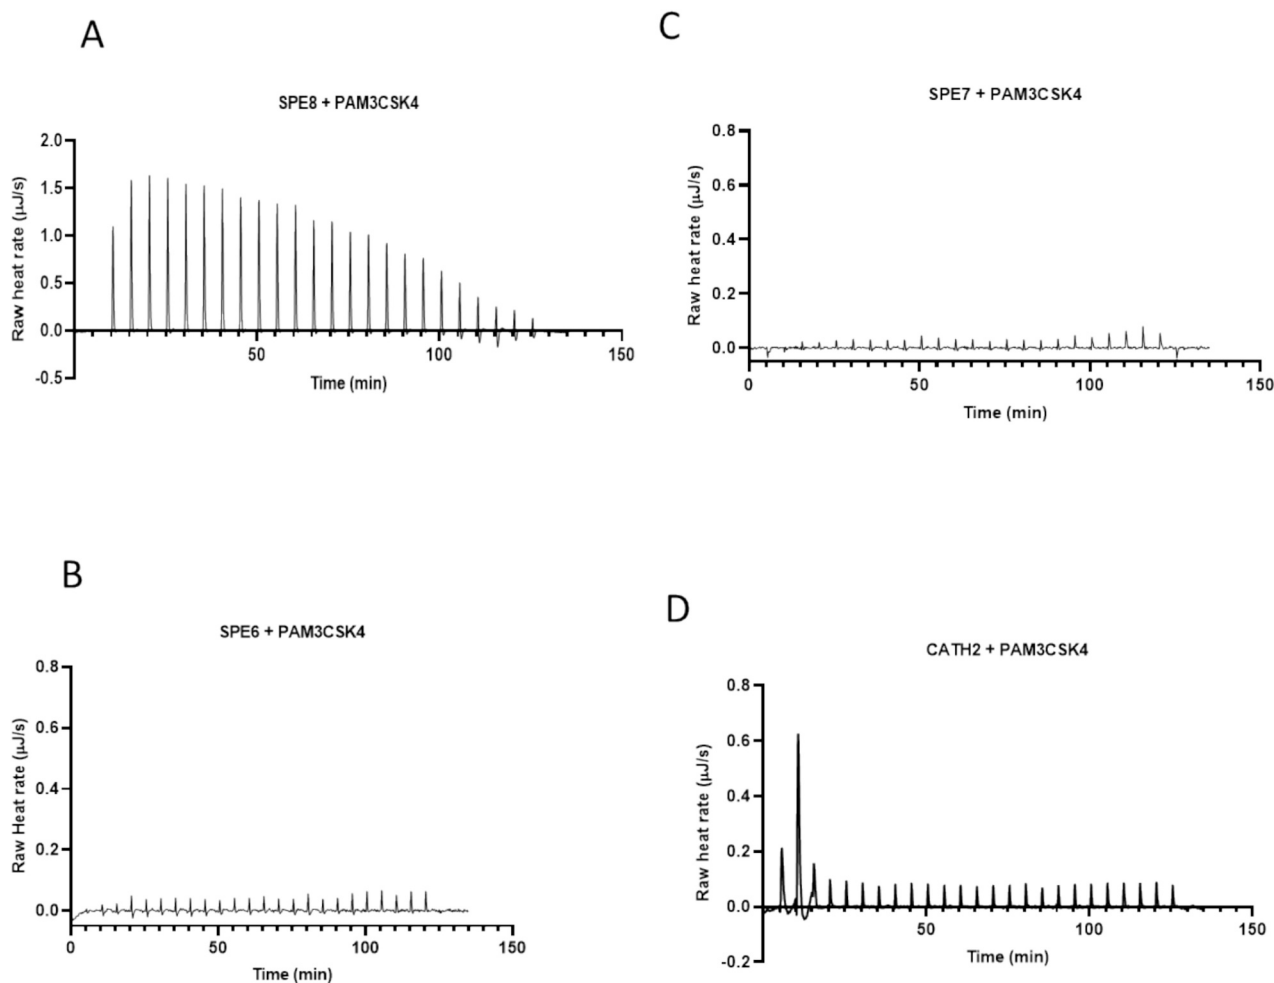 A
SPE8 + PAM3CSK4
Raw heat rate (µJ/s)
2.0
1.5
1.0
0.5
0.0
-0.5
50
100
150
Time (min)
C
SPE7 + PAM3CSK4
Raw heat rate (µJ/s)
0.8
0.6
0.4
0.2
0.0
0
50
100
150
Time (min)
B
SPE6 + PAM3CSK4
Raw Heat rate (µJ/s)
0.8
0.6
0.4
0.2
0.0
0
50
100
150
Time (min)
D
CATH2 + PAM3CSK4
Raw heat rate (µJ/s)
0.8
0.6
0.4
0.2
0.0
-0.2
50
100
150
Time (min)